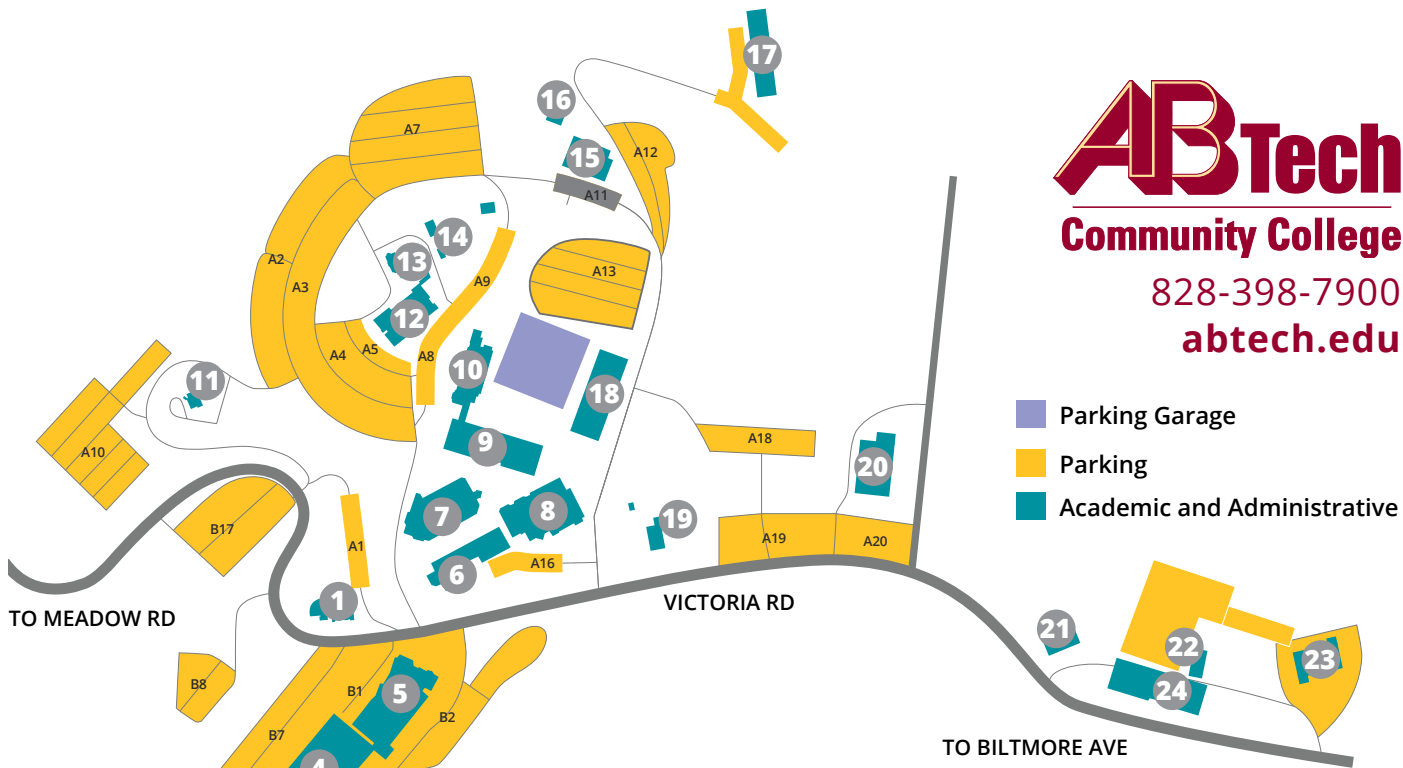 17
16
A7
15
A12
A11
14
A2
A3
13
A9
A13
12
A4
A5
A8
10
18
11
A10
9
A18
20
B17
A1
7
8
19
A19
A20
6
A16
1
TO MEADOW RD
VICTORIA RD
B8
B1
5
B2
B7
4
21
22
23
24
TO BILTMORE AVE
AB Tech
Community College
828-398-7900
abtech.edu
Parking Garage
Parking
Academic and Administrative